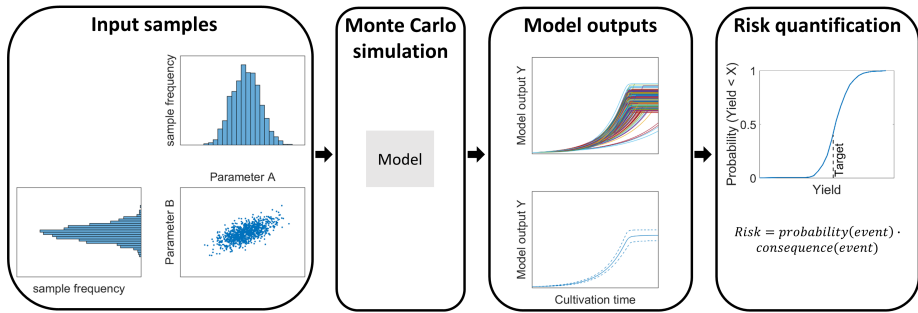 Input samples
sample frequency
Parameter A
Parameter B
sample frequency
Monte Carlo
simulation
Model
Model outputs
Model output Y
Model output Y
Cultivation time
Risk quantification
Probability (Yield < X)
1
0.5
0
Target
Yield
Risk = probability(event) ·
consequence(event)